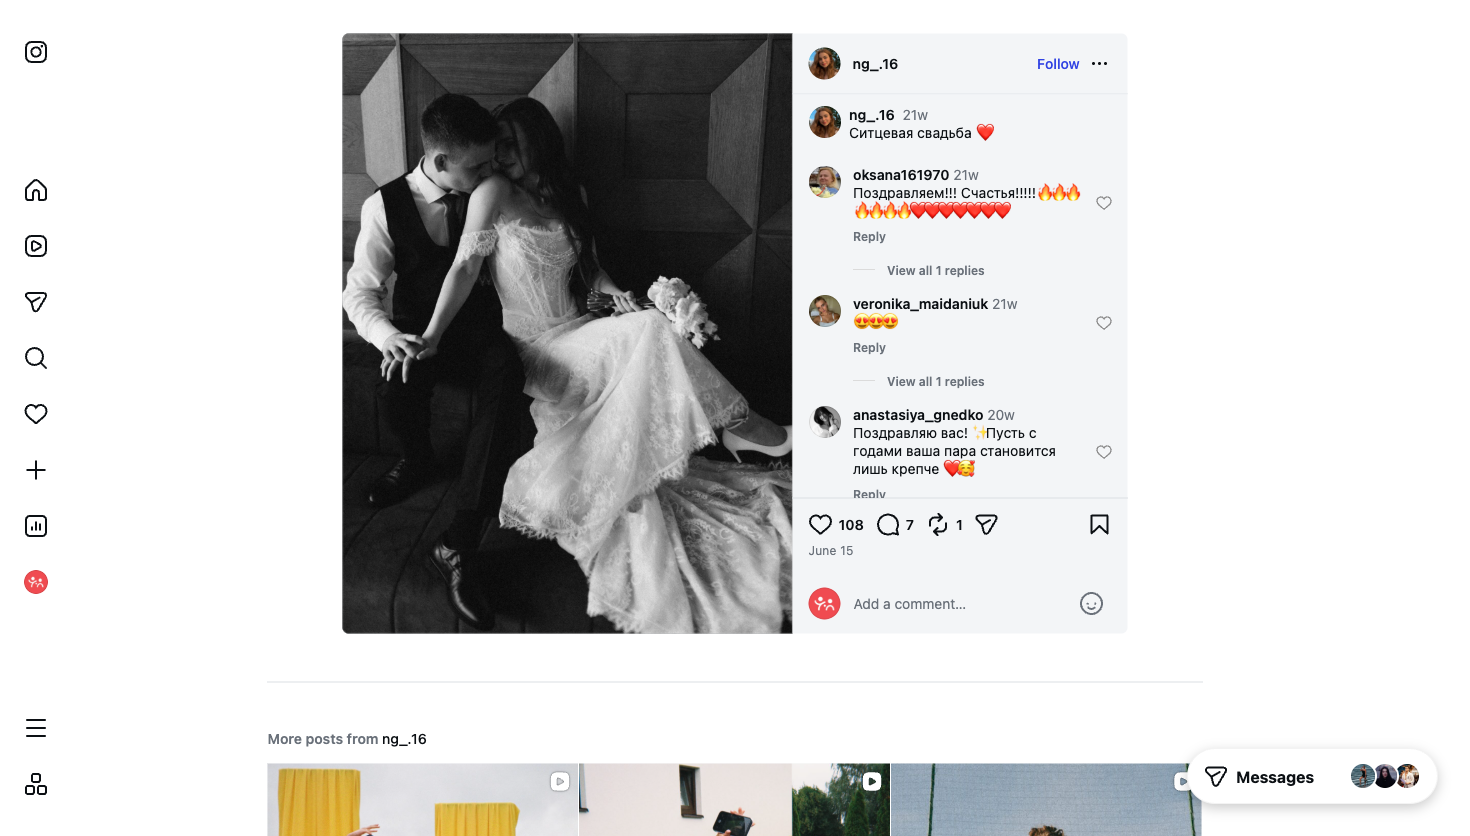 ng_.16
Follow
ng_.16 21w
Ситцевая свадьба ❤️
oksana161970 21w
Поздравляем!!! Счастья!!!!!🔥🔥🔥
🔥🔥🔥🔥❤️❤️❤️❤️❤️❤️❤️
Reply
View all 1 replies
veronika_maidaniuk 21w
😍😍😍
Reply
View all 1 replies
anastasiya_gnedko 20w
Поздравляю вас! ✨Пусть с
годами ваша пара становится
лишь крепче ❤️🥰
Reply
108 7 1
June 15
Add a comment...
More posts from ng_.16
Messages